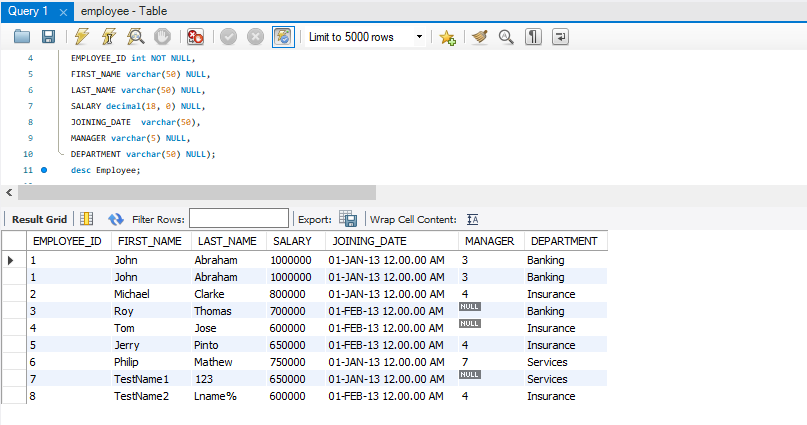 Query 1 employee - Table
Limit to 5000 rows
4 EMPLOYEE_ID int NOT NULL,
5 FIRST_NAME varchar(50) NULL,
6 LAST_NAME varchar(50) NULL,
7 SALARY decimal(18, 0) NULL,
8 JOINING_DATE varchar(50),
9 MANAGER varchar(5) NULL,
10 DEPARTMENT varchar(50) NULL);
11 desc Employee;
Result Grid Filter Rows: Export: Wrap Cell Content: IA
EMPLOYEE_ID FIRST_NAME LAST_NAME SALARY JOINING_DATE MANAGER DEPARTMENT
1 John Abraham 1000000 01-JAN-13 12.00.00 AM 3 Banking
1 John Abraham 1000000 01-JAN-13 12.00.00 AM 3 Banking
2 Michael Clarke 800000 01-JAN-13 12.00.00 AM 4 Insurance
3 Roy Thomas 700000 01-FEB-13 12.00.00 AM NULL Banking
4 Tom Jose 600000 01-FEB-13 12.00.00 AM NULL Insurance
5 Jerry Pinto 650000 01-FEB-13 12.00.00 AM 4 Insurance
6 Philip Mathew 750000 01-JAN-13 12.00.00 AM 7 Services
7 TestName1 123 650000 01-JAN-13 12.00.00 AM NULL Services
8 TestName2 Lname% 600000 01-FEB-13 12.00.00 AM 4 Insurance